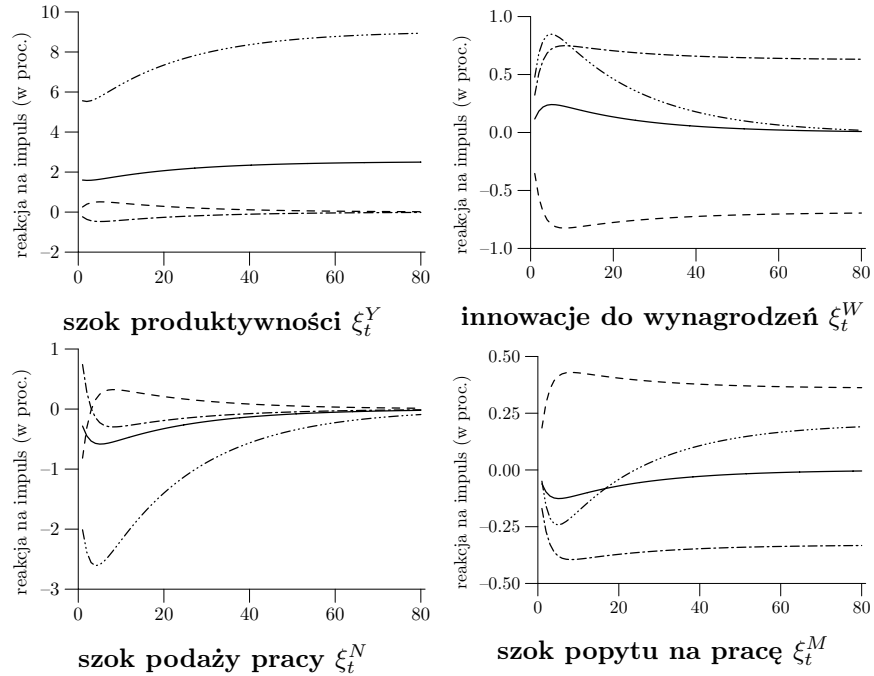 reakcja na impuls (w proc.)
10
8
6
4
2
0
−2
0 20 40 60 80
szok produktywności ξ_t^Y
reakcja na impuls (w proc.)
1.0
0.5
0.0
−0.5
−1.0
0 20 40 60 80
innowacje do wynagrodzeń ξ_t^W
reakcja na impuls (w proc.)
1
0
−1
−2
−3
0 20 40 60 80
szok podaży pracy ξ_t^N
reakcja na impuls (w proc.)
0.50
0.25
0.00
−0.25
−0.50
0 20 40 60 80
szok popytu na pracę ξ_t^M